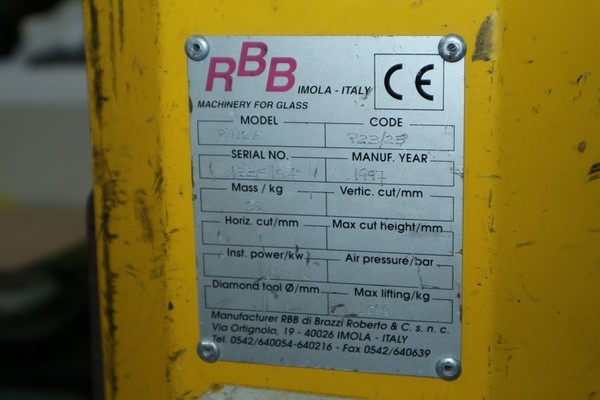 RBB IMOLA - ITALY CE
MACHINERY FOR GLASS
MODEL CODE
SERIAL NO. MANUF. YEAR
1997
Mass / kg Vertic. cut/mm
Horiz. cut/mm Max cut height/mm
Inst. power/kw Air pressure/bar
Diamond tool Ø/mm Max lifting/kg
Manufacturer RBB di Brazzi Roberto & C. s. n. c.
Via Ortignola, 19 - 40026 IMOLA - ITALY
Tel. 0542/640054-640216 - Fax 0542/640639